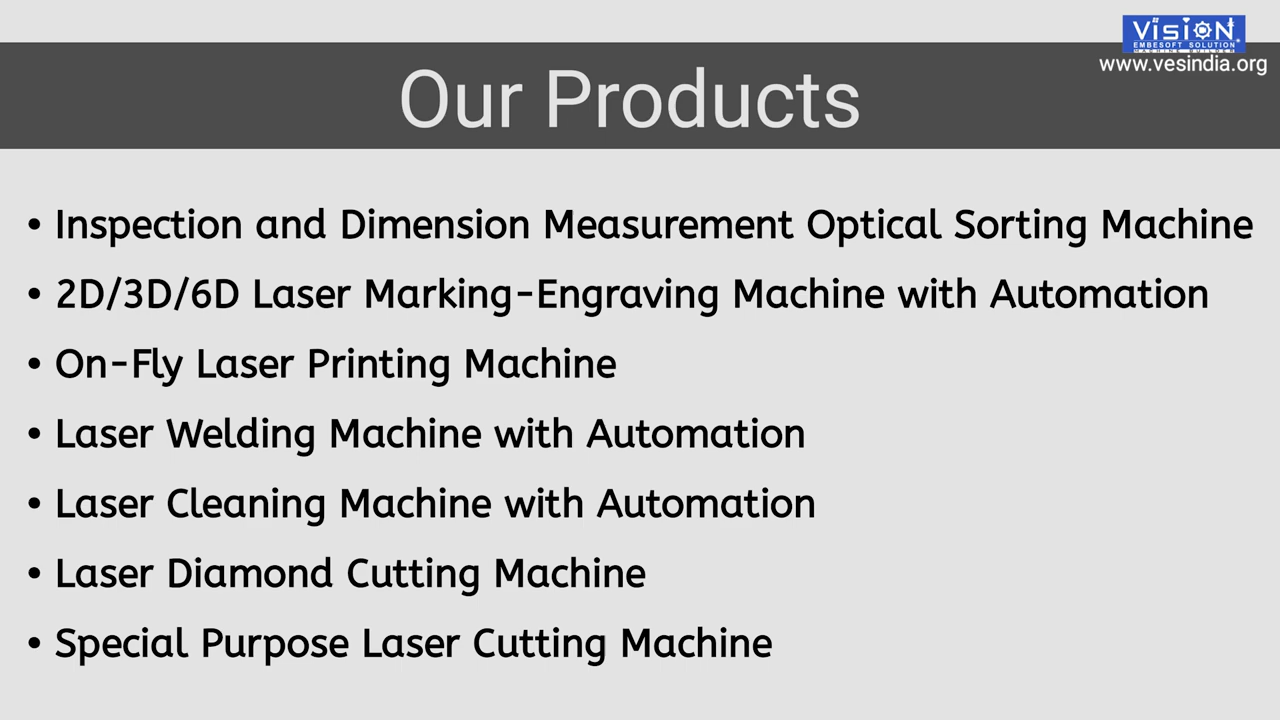 VISION
EMBESOFT SOLUTION
MACHINE BUILDER
www.vesindia.org
Our Products
• Inspection and Dimension Measurement Optical Sorting Machine
• 2D/3D/6D Laser Marking-Engraving Machine with Automation
• On-Fly Laser Printing Machine
• Laser Welding Machine with Automation
• Laser Cleaning Machine with Automation
• Laser Diamond Cutting Machine
• Special Purpose Laser Cutting Machine